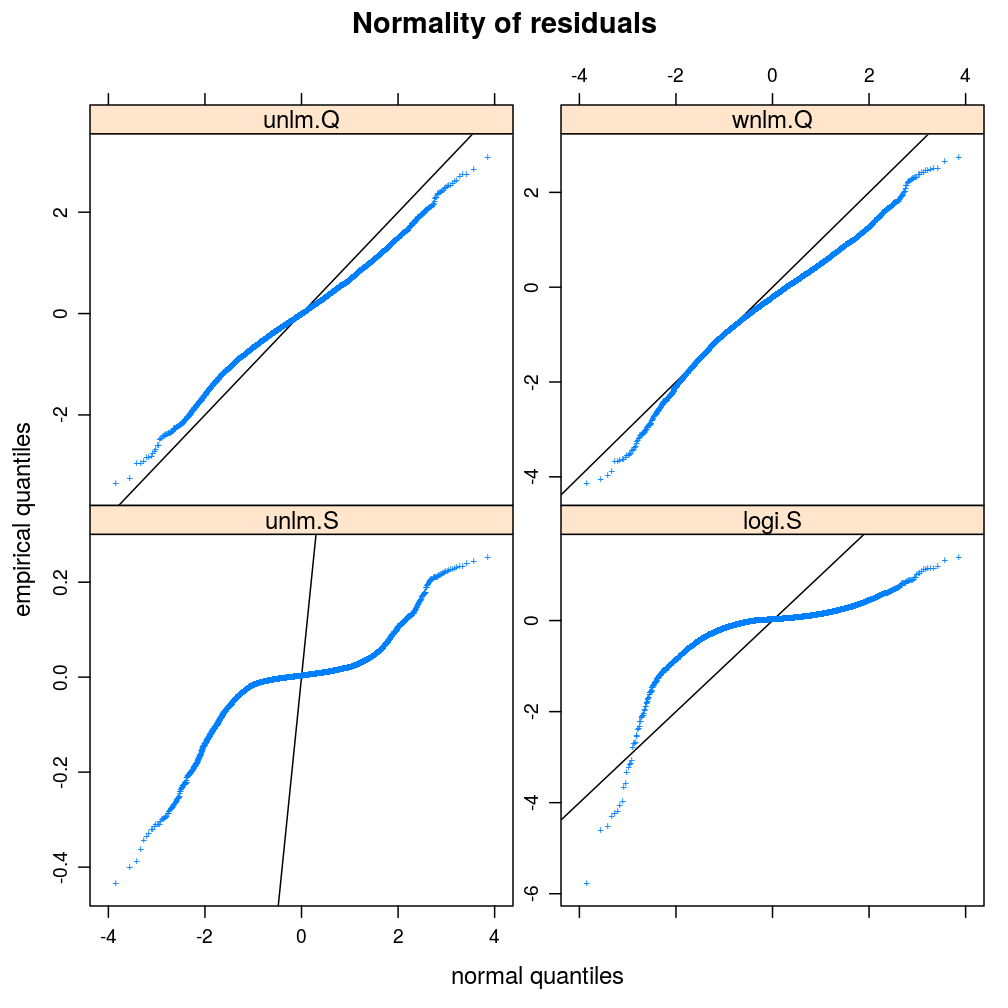 Normality of residuals
-4 -2 0 2 4
unlm.Q
wnlm.Q
2
0
-2
2
0
-2
-4
unlm.S
logi.S
0.2
0.0
-0.2
-0.4
0
-2
-4
-6
empirical quantiles
-4 -2 0 2 4
normal quantiles